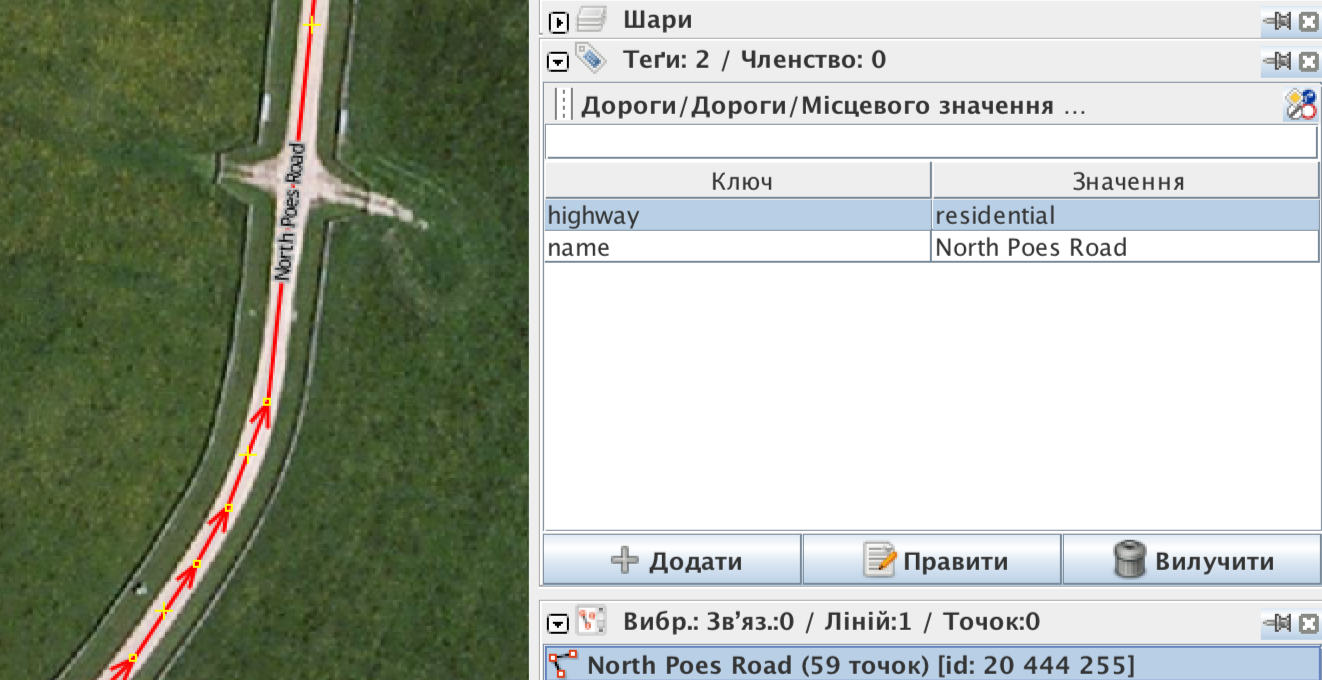 North Poes Road
Шари
Теґи: 2 / Членство: 0
Дороги/Дороги/Місцевого значення ...
Ключ Значення
highway residential
name North Poes Road
Додати Правити Вилучити
Вибр.: Зв’яз.:0 / Ліній:1 / Точок:0
North Poes Road (59 точок) [id: 20 444 255]